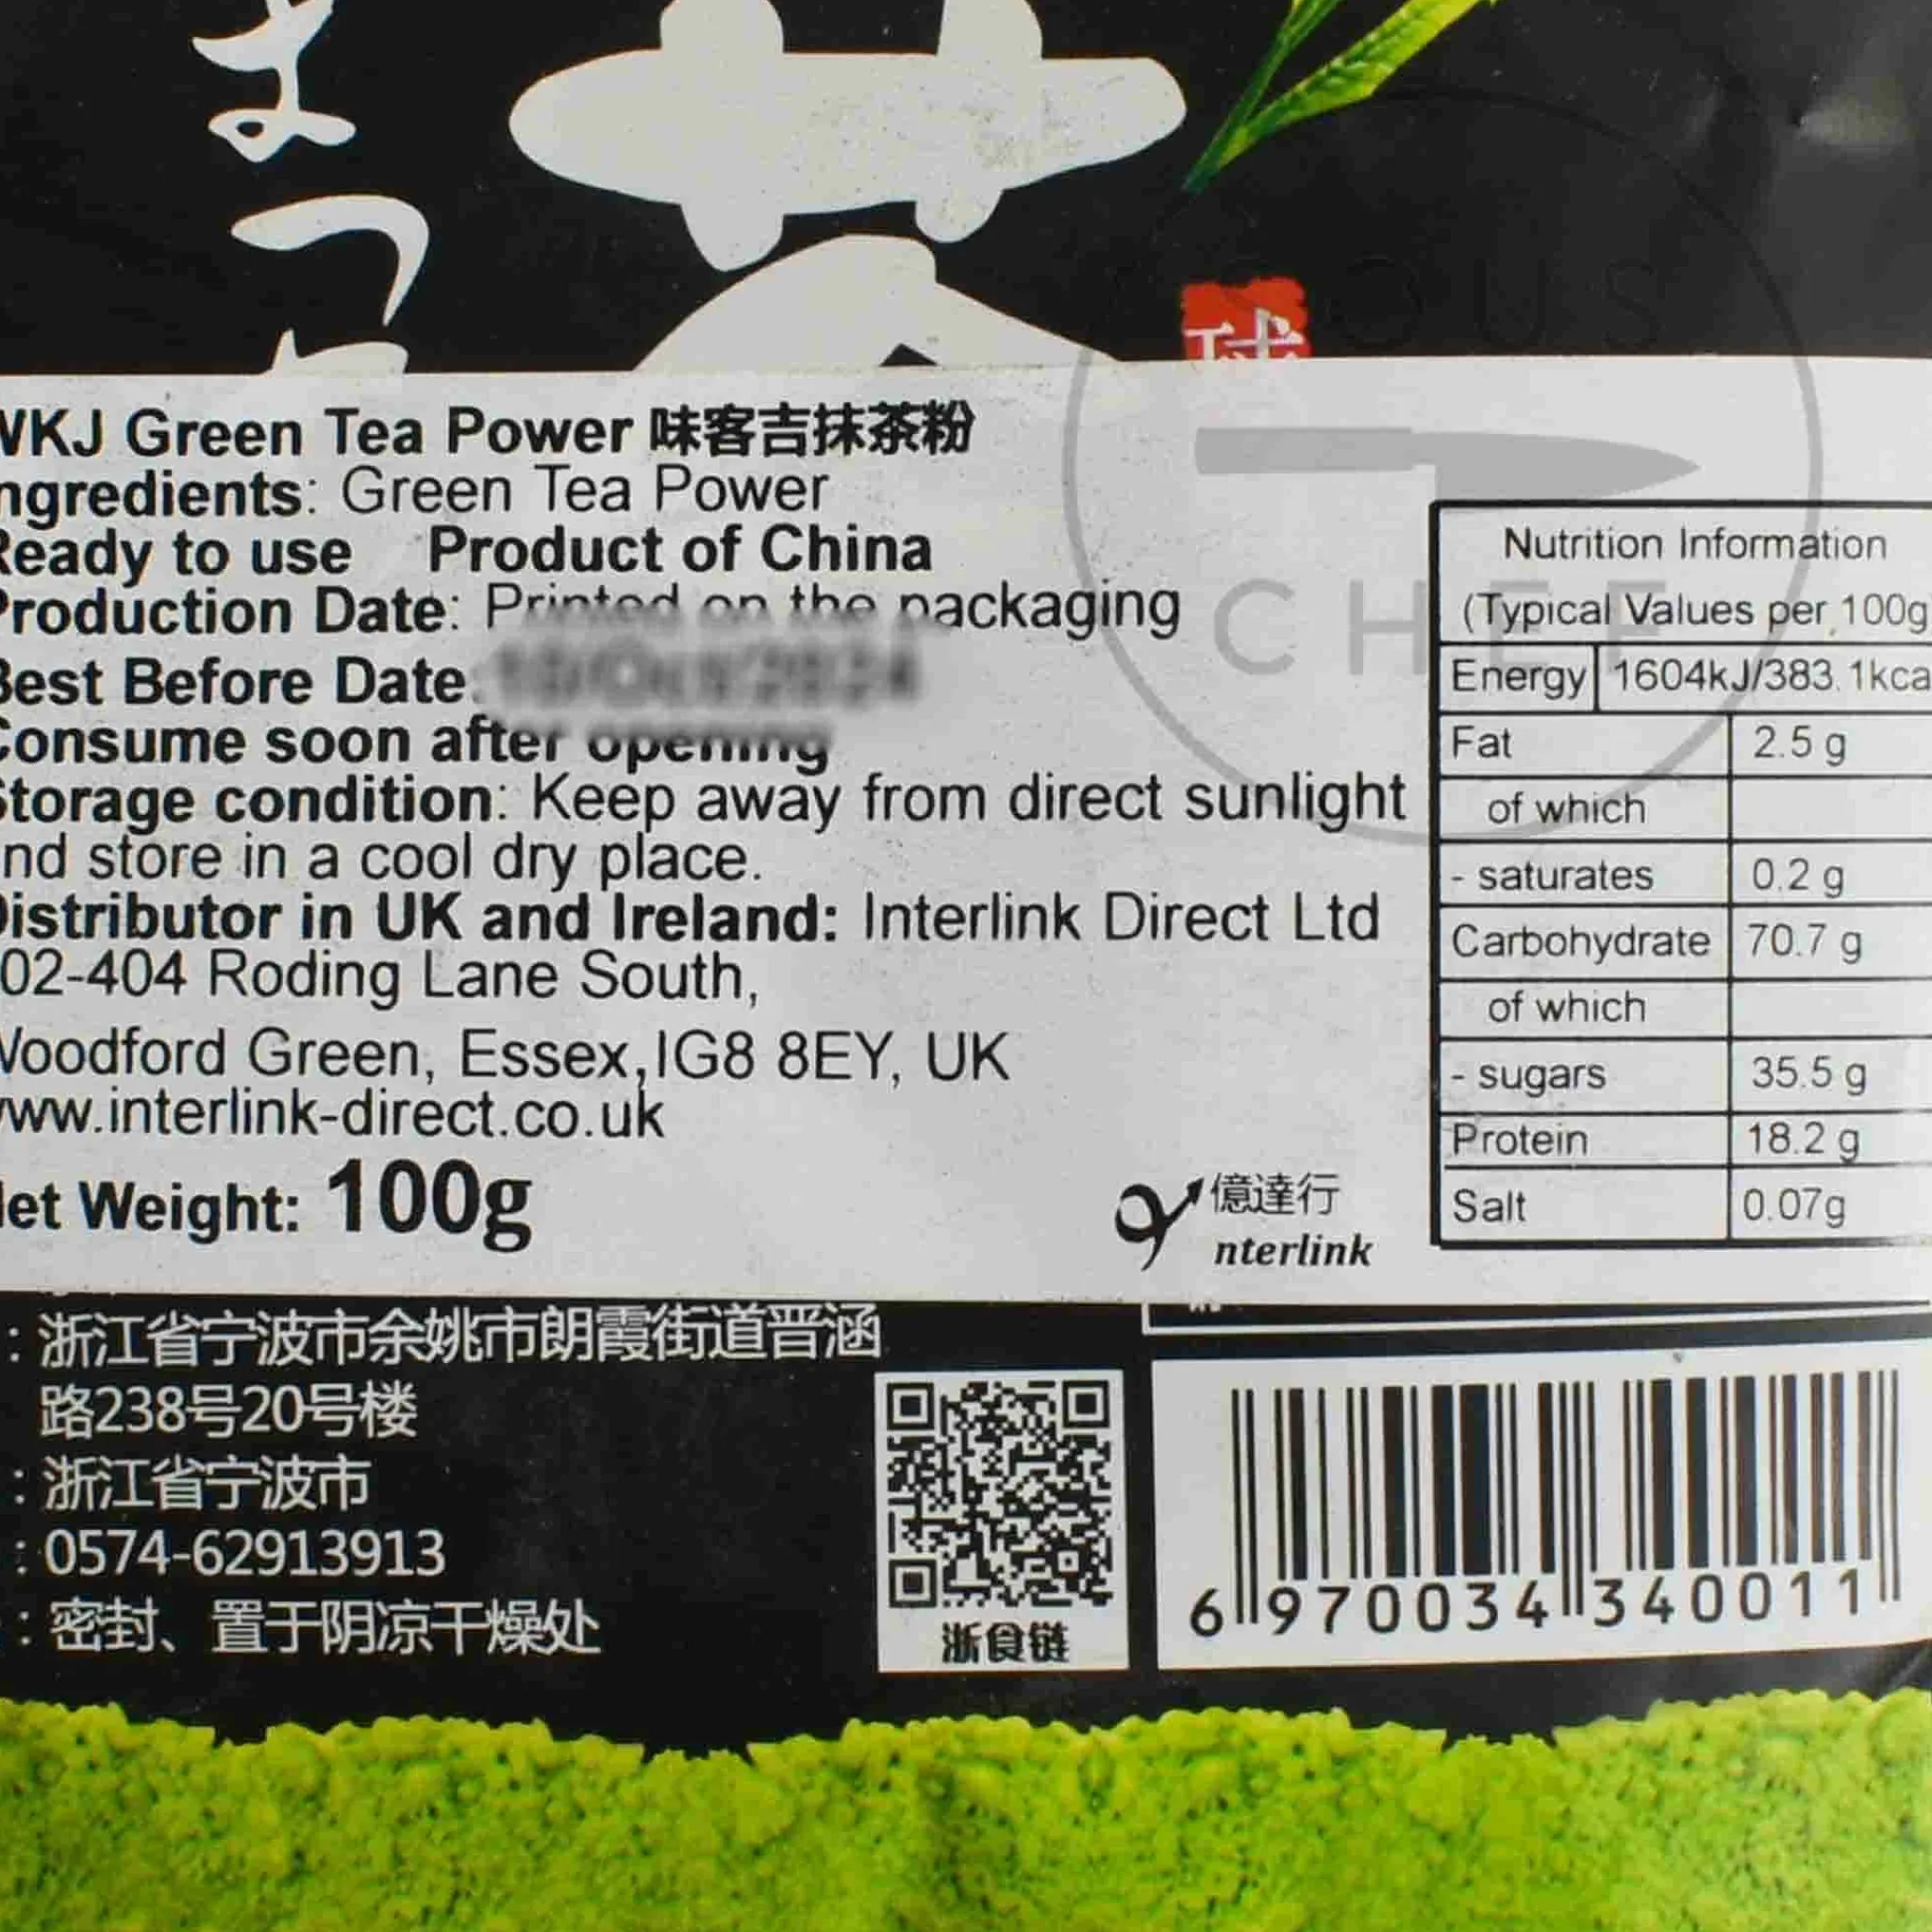 まっ
茶
球
SOUS
CHEF
WKJ Green Tea Power 味客吉抹茶粉
ngredients: Green Tea Power
Ready to use Product of China
Production Date: Printed on the packaging
Best Before Date:
Consume soon after opening
Storage condition: Keep away from direct sunlight
nd store in a cool dry place.
Distributor in UK and Ireland: Interlink Direct Ltd
02-404 Roding Lane South,
Woodford Green, Essex,IG8 8EY, UK
www.interlink-direct.co.uk
et Weight: 100g
億達行
nterlink
Nutrition Information
(Typical Values per 100g
Energy 1604kJ/383.1kca
Fat 2.5 g
of which
- saturates 0.2 g
Carbohydrate 70.7 g
of which
- sugars 35.5 g
Protein 18.2 g
Salt 0.07g
: 浙江省宁波市余姚市朗霞街道晋涵
路238号20号楼
: 浙江省宁波市
: 0574-62913913
: 密封、置于阴凉干燥处
浙食链
6 970034 340011